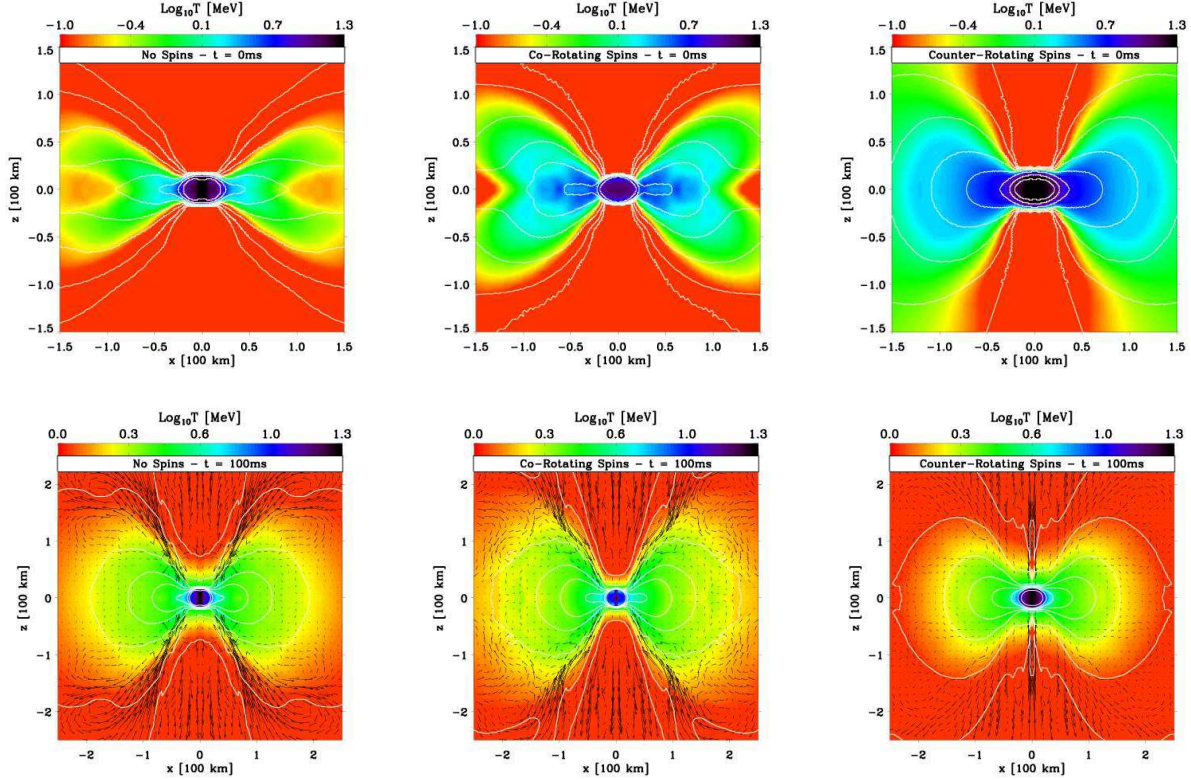 Log10T [MeV]
−1.0 −0.4 0.1 0.7 1.3
No Spins − t = 0ms
1.5
1.0
0.5
0.0
−0.5
−1.0
−1.5
z [100 km]
−1.5 −1.0 −0.5 0.0 0.5 1.0 1.5
x [100 km]
Log10T [MeV]
−1.0 −0.4 0.1 0.7 1.3
Co−Rotating Spins − t = 0ms
1.5
1.0
0.5
0.0
−0.5
−1.0
−1.5
z [100 km]
−1.5 −1.0 −0.5 0.0 0.5 1.0 1.5
x [100 km]
Log10T [MeV]
−1.0 −0.4 0.1 0.7 1.3
Counter−Rotating Spins − t = 0ms
1.5
1.0
0.5
0.0
−0.5
−1.0
−1.5
z [100 km]
−1.5 −1.0 −0.5 0.0 0.5 1.0 1.5
x [100 km]
Log10T [MeV]
0.0 0.3 0.6 1.0 1.3
No Spins − t = 100ms
2
1
0
−1
−2
z [100 km]
−2 −1 0 1 2
x [100 km]
Log10T [MeV]
0.0 0.3 0.6 1.0 1.3
Co−Rotating Spins − t = 100ms
2
1
0
−1
−2
z [100 km]
−2 −1 0 1 2
x [100 km]
Log10T [MeV]
0.0 0.3 0.6 1.0 1.3
Counter−Rotating Spins − t = 100ms
2
1
0
−1
−2
z [100 km]
−2 −1 0 1 2
x [100 km]